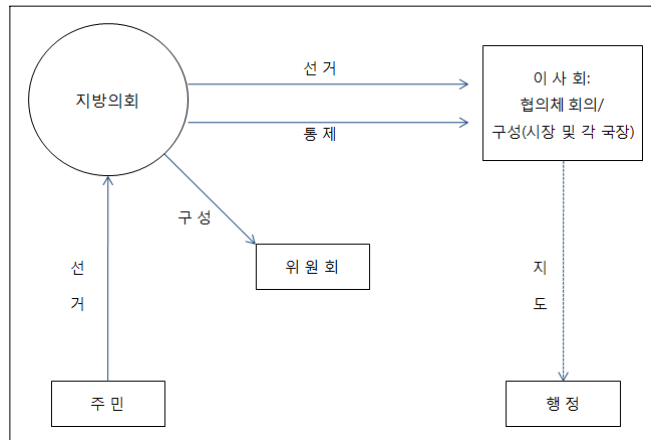 선 거
지방의회
이 사 회:
협의체 회의/
구성(시장 및 각 국장)
통 제
구 성
위 원 회
선
거
지
도
주 민
행 정